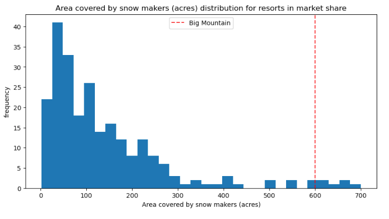 Area covered by snow makers (acres) distribution for resorts in market share
Big Mountain
40
35
30
25
20
15
10
5
0
frequency
0 100 200 300 400 500 600 700
Area covered by snow makers (acres)